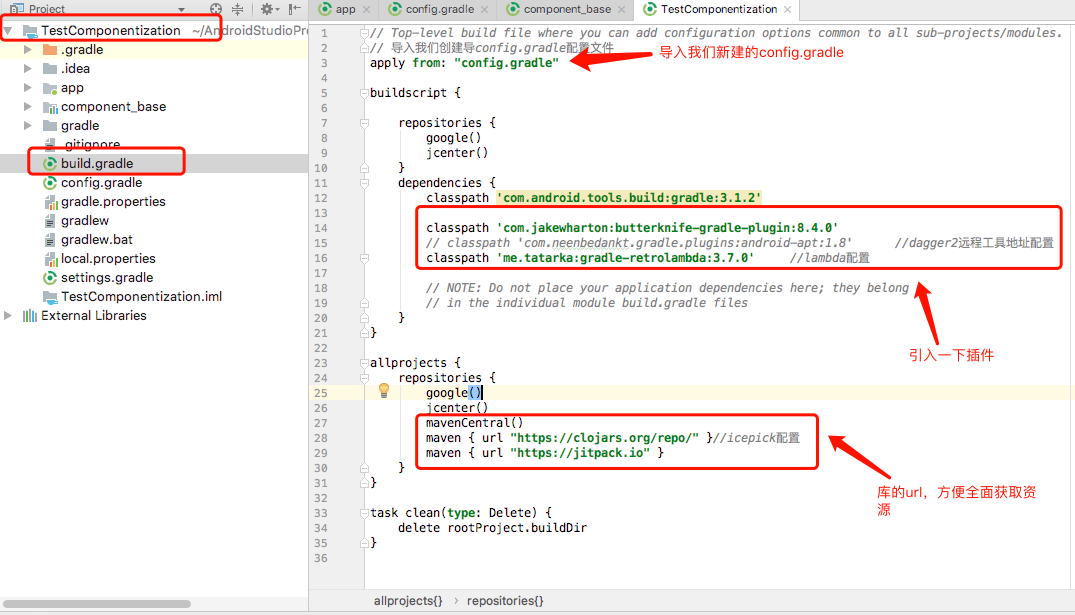 Project
TestComponentization ~/AndroidStudioPro
.gradle
.idea
app
component_base
gradle
.gitignore
build.gradle
config.gradle
gradle.properties
gradlew
gradlew.bat
local.properties
settings.gradle
TestComponentization.iml
External Libraries
app
config.gradle
component_base
TestComponentization
1 // Top-level build file where you can add configuration options common to all sub-projects/modules.
2 // 导入我们创建导config.gradle配置文件
3 apply from: "config.gradle"
导入我们新建的config.gradle
4
5 buildscript {
6
7 repositories {
8 google()
9 jcenter()
10 }
11 dependencies {
12 classpath 'com.android.tools.build:gradle:3.1.2'
13
14 classpath 'com.jakewharton:butterknife-gradle-plugin:8.4.0'
15 // classpath 'com.neenbedankt.gradle.plugins:android-apt:1.8' //dagger2远程工具地址配置
16 classpath 'me.tatarka:gradle-retrolambda:3.7.0' //lambda配置
17
18 // NOTE: Do not place your application dependencies here; they belong
19 // in the individual module build.gradle files
20 }
21 }
引入一下插件
22
23 allprojects {
24 repositories {
25 google()
26 jcenter()
27 mavenCentral()
28 maven { url "https://clojars.org/repo/" }//icepick配置
29 maven { url "https://jitpack.io" }
30 }
31 }
库的url，方便全面获取资
源
32
33 task clean(type: Delete) {
34 delete rootProject.buildDir
35 }
36
allprojects{} › repositories{}